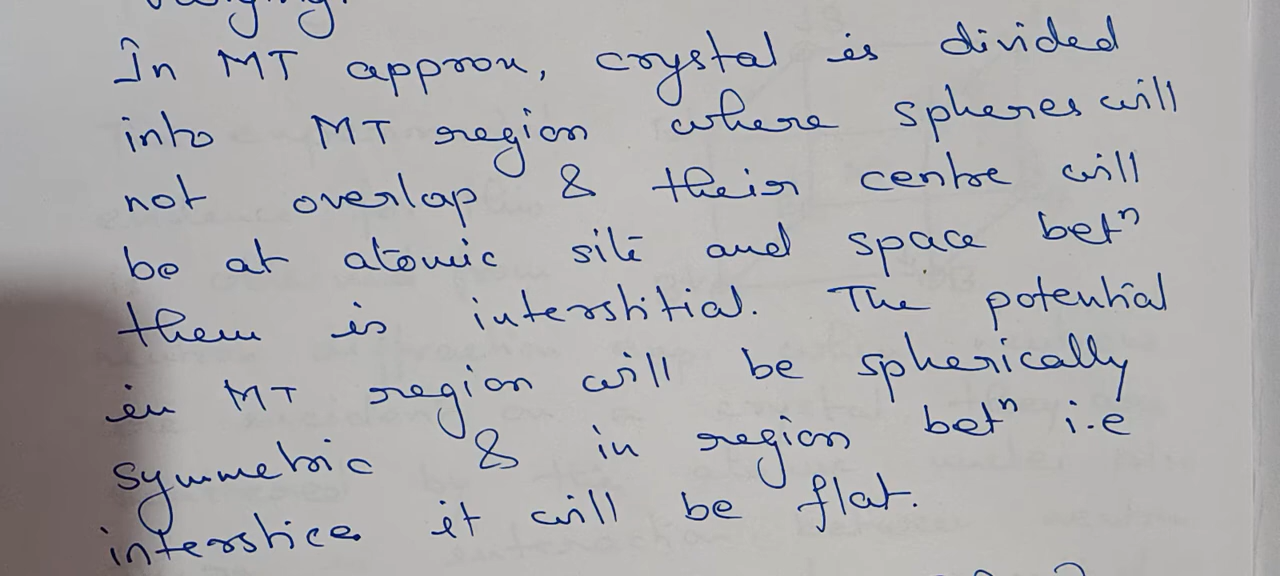 In MT approx, crystal is divided
into MT region where spheres will
not overlap & their centre will
be at atomic site and space betⁿ
them is interstitial. The potential
in MT region will be spherically
symmetric & in region betⁿ i.e
interstice it will be flat.